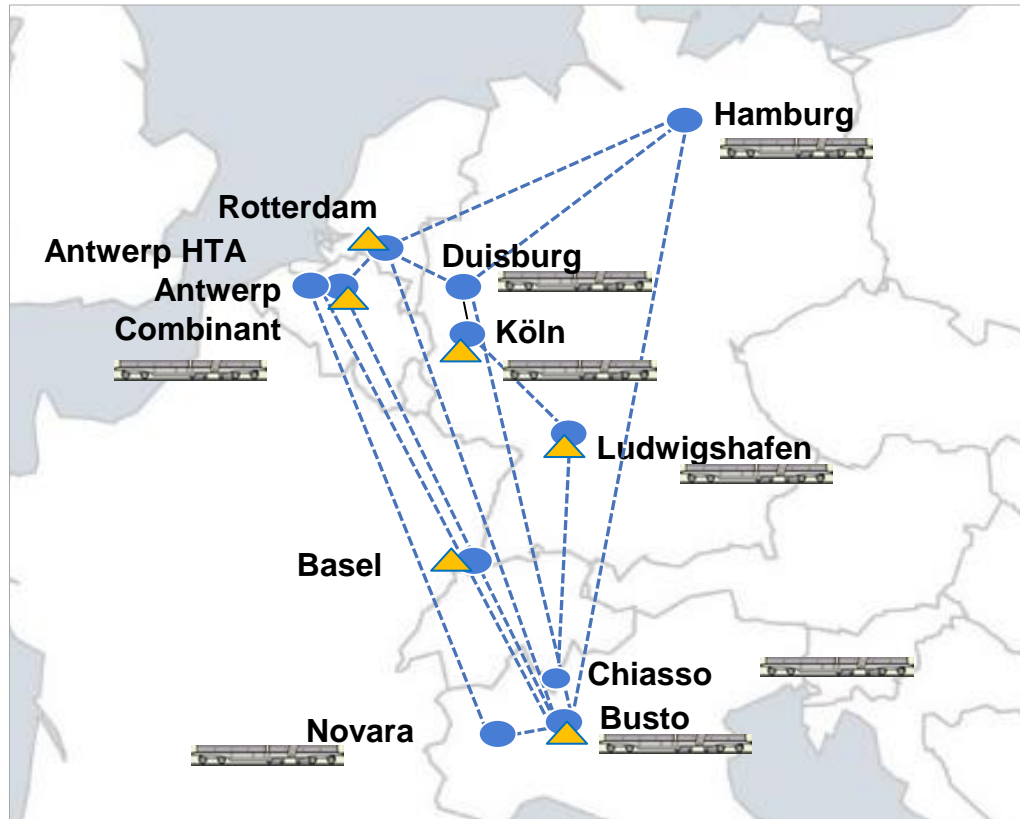 Hamburg
Rotterdam
Antwerp HTA
Duisburg
Antwerp
Combinant
Köln
Ludwigshafen
Basel
Chiasso
Busto
Novara